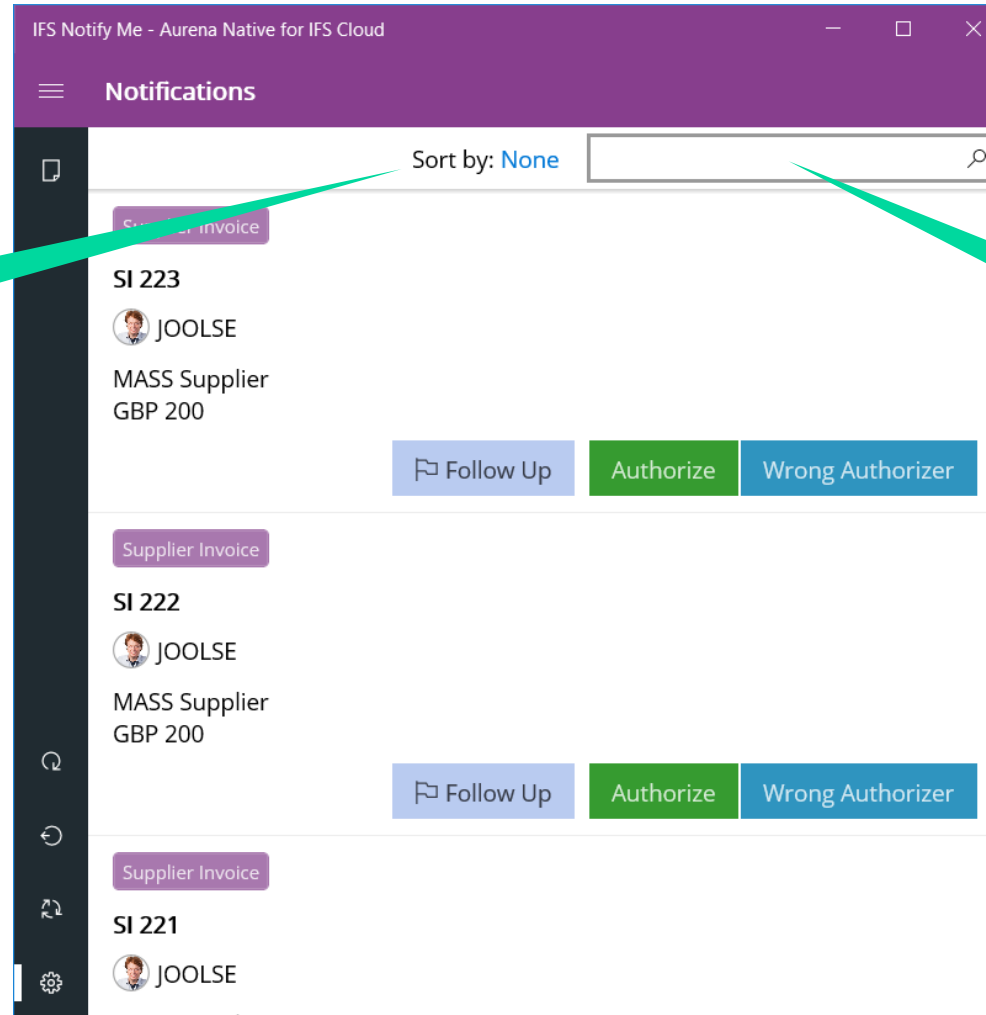 IFS Notify Me - Aurena Native for IFS Cloud
Notifications
Sort by: None
Supplier Invoice
SI 223
JOOLSE
MASS Supplier
GBP 200
Follow Up Authorize Wrong Authorizer
Supplier Invoice
SI 222
JOOLSE
MASS Supplier
GBP 200
Follow Up Authorize Wrong Authorizer
Supplier Invoice
SI 221
JOOLSE